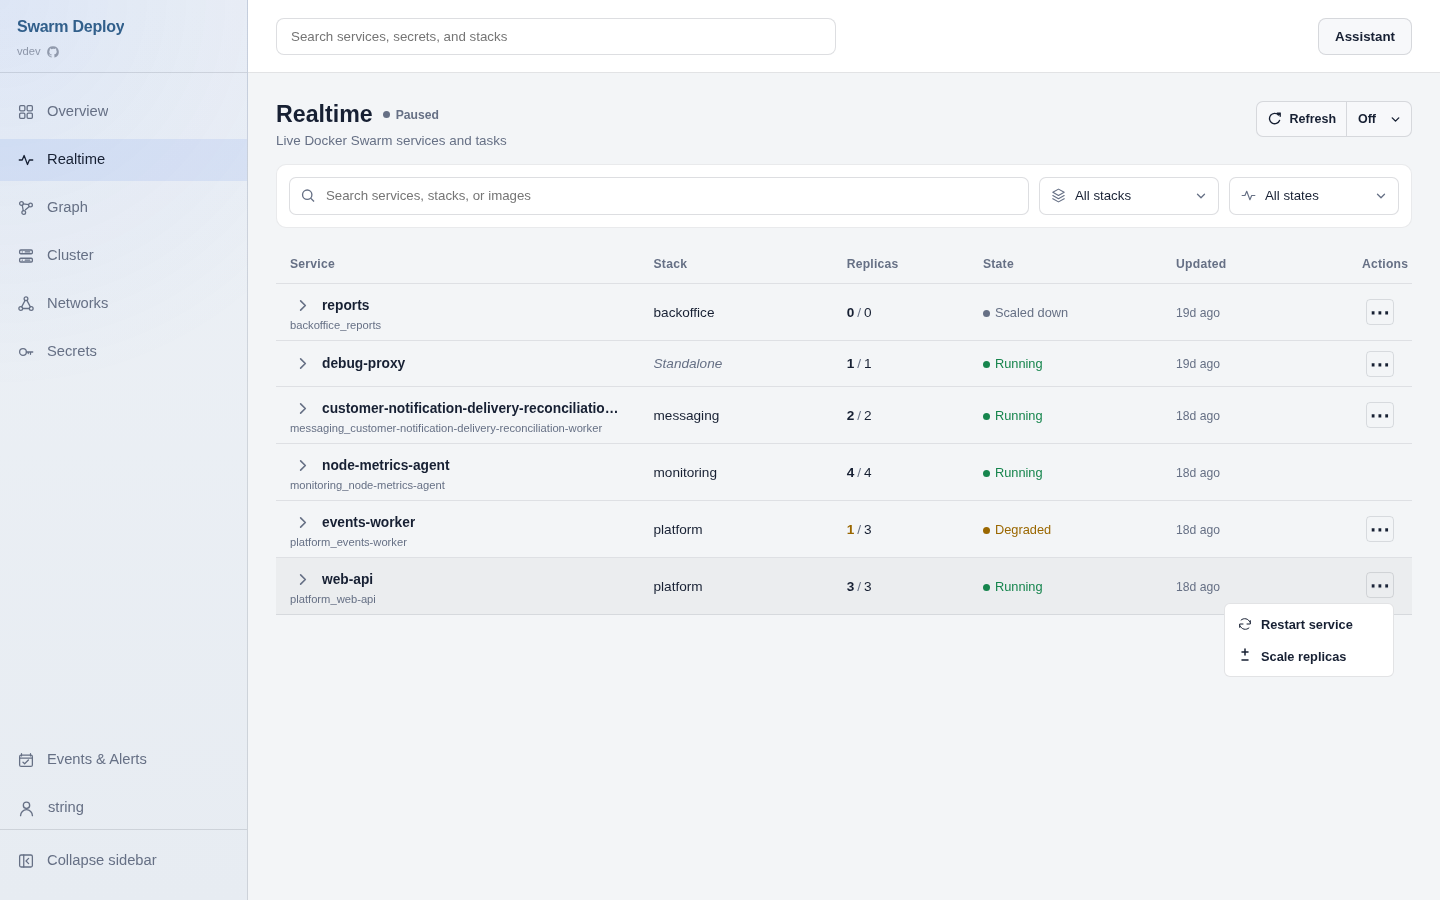 Swarm Deploy
vdev
Overview
Realtime
Graph
Cluster
Networks
Secrets
Events & Alerts
string
Collapse sidebar
Search services, secrets, and stacks
Assistant
Realtime
Paused
Live Docker Swarm services and tasks
Refresh
Off
Search services, stacks, or images
All stacks
All states
Service Stack Replicas State Updated Actions
reports
backoffice_reports
backoffice 0 / 0 Scaled down 19d ago
debug-proxy Standalone 1 / 1 Running 19d ago
customer-notification-delivery-reconciliatio…
messaging_customer-notification-delivery-reconciliation-worker
messaging 2 / 2 Running 18d ago
node-metrics-agent
monitoring_node-metrics-agent
monitoring 4 / 4 Running 18d ago
events-worker
platform_events-worker
platform 1 / 3 Degraded 18d ago
web-api
platform_web-api
platform 3 / 3 Running 18d ago
Restart service
Scale replicas